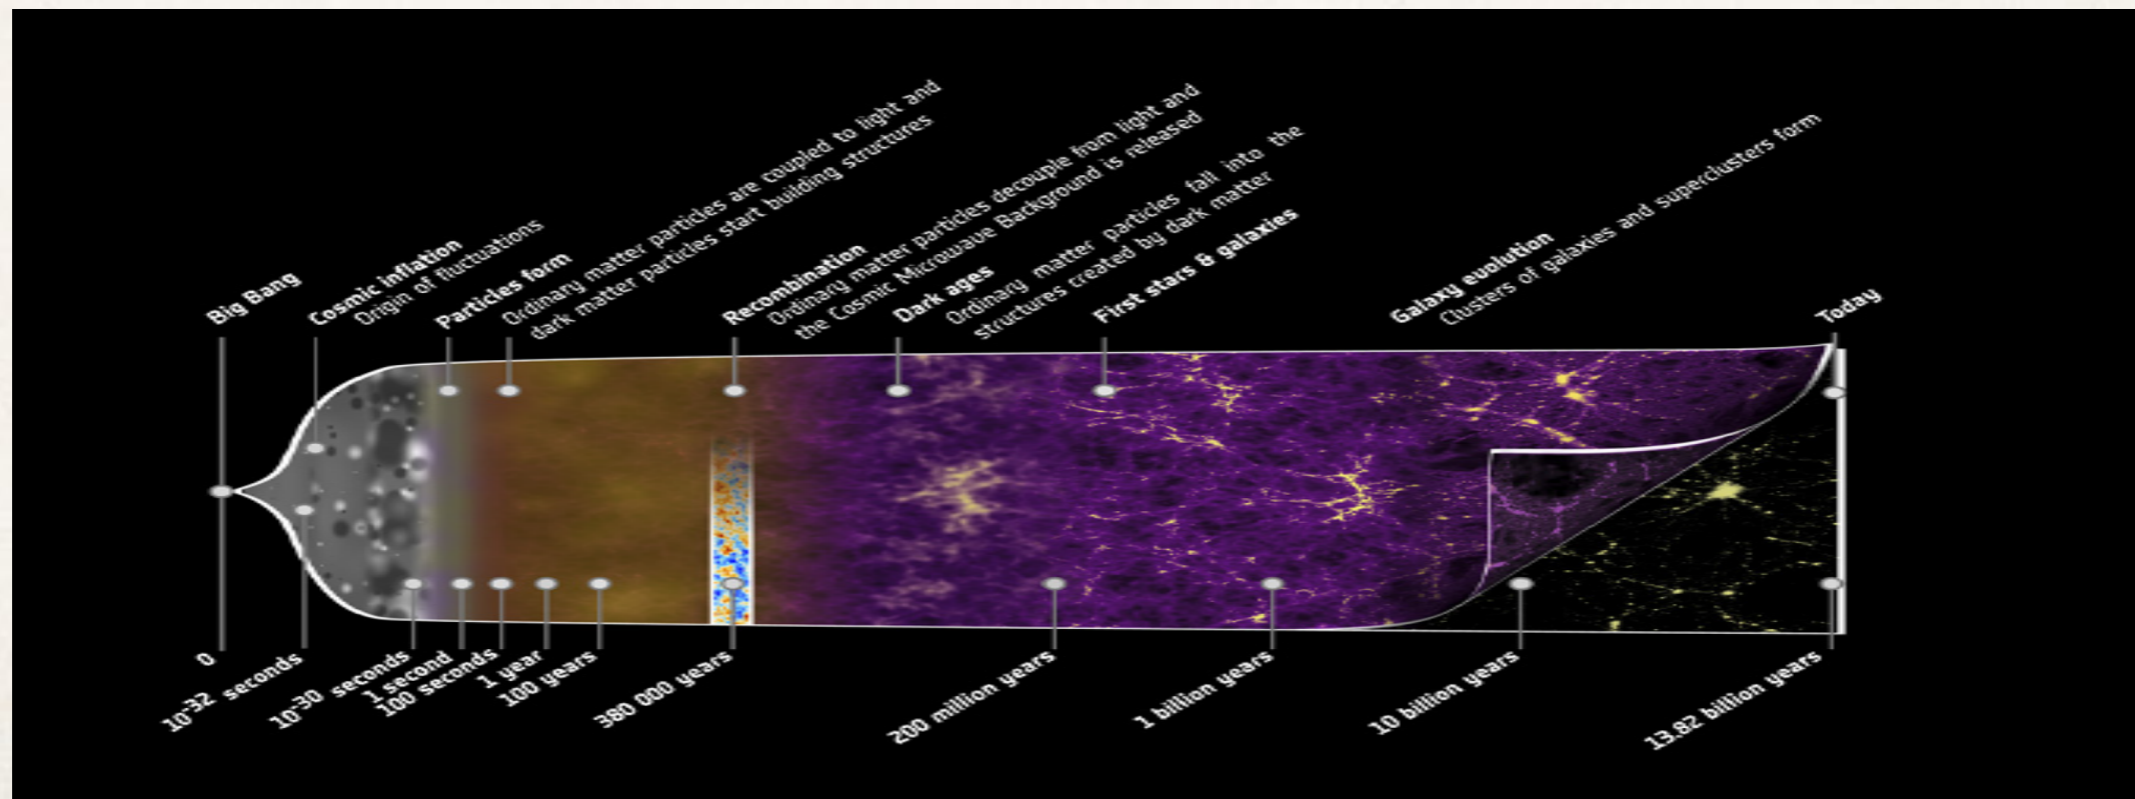 Big Bang
Cosmic inflation
Origin of fluctuations
Particles form
Ordinary matter particles are coupled to light and
dark matter particles start building structures
Recombination
Ordinary matter particles decouple from light and
the Cosmic Microwave Background is released
Dark ages
Ordinary matter particles fall into the
structures created by dark matter
First stars & galaxies
Galaxy evolution
Clusters of galaxies and superclusters form
Today
0
10⁻³² seconds
10⁻³⁰ seconds
1 second
100 seconds
1 year
100 years
380 000 years
200 million years
1 billion years
10 billion years
13.82 billion years